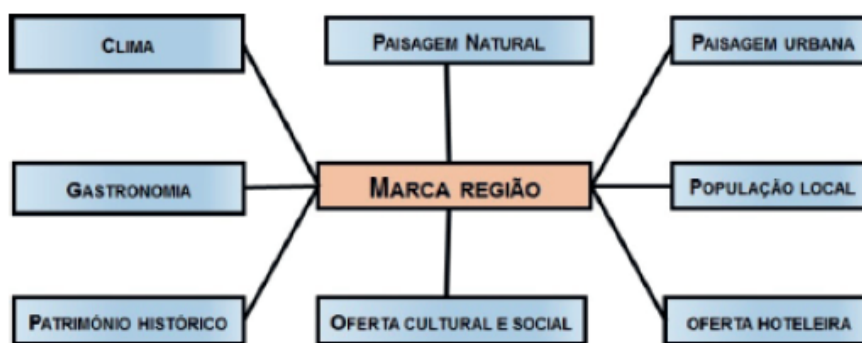 CLIMA
PAISAGEM NATURAL
PAISAGEM URBANA
GASTRONOMIA
MARCA REGIÃO
POPULAÇÃO LOCAL
PATRIMÓNIO HISTÓRICO
OFERTA CULTURAL E SOCIAL
OFERTA HOTELEIRA